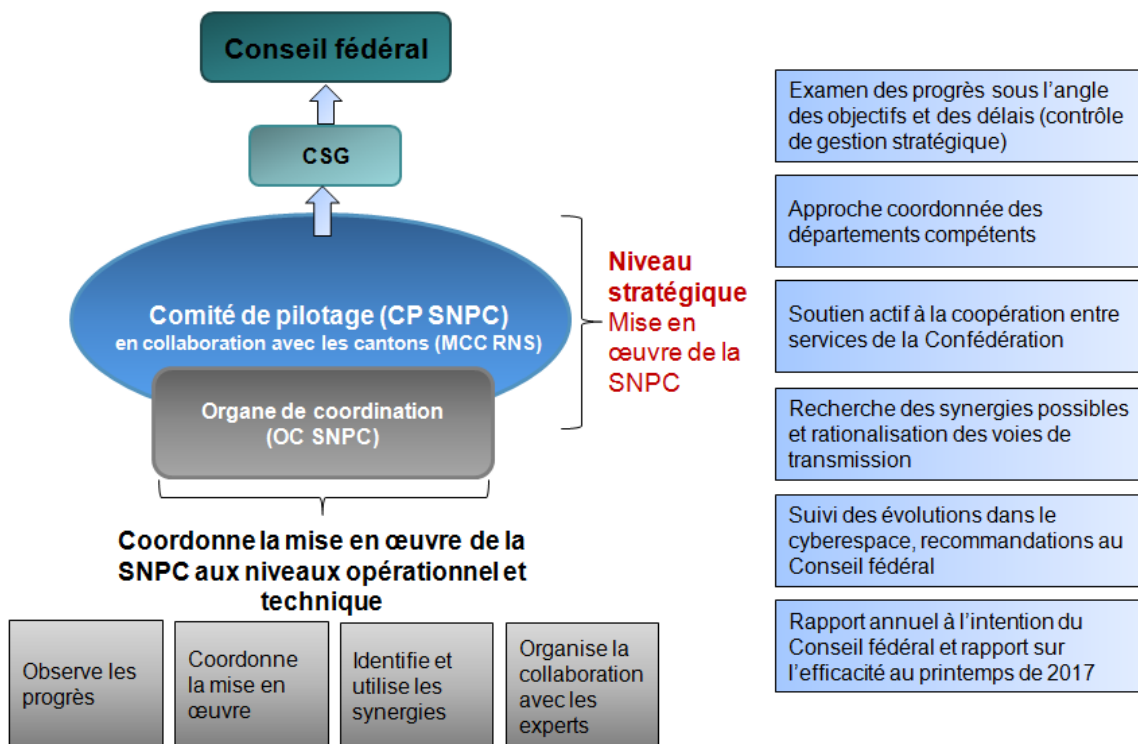 Conseil fédéral
CSG
Comité de pilotage (CP SNPC)
en collaboration avec les cantons (MCC RNS)
Organe de coordination
(OC SNPC)
Niveau
stratégique
Mise en
œuvre de la
SNPC
Coordonne la mise en œuvre de la
SNPC aux niveaux opérationnel et
technique
Observe les
progrès
Coordonne
la mise en
œuvre
Identifie et
utilise les
synergies
Organise la
collaboration
avec les
experts
Examen des progrès sous l’angle
des objectifs et des délais (contrôle
de gestion stratégique)
Approche coordonnée des
départements compétents
Soutien actif à la coopération entre
services de la Confédération
Recherche des synergies possibles
et rationalisation des voies de
transmission
Suivi des évolutions dans le
cyberespace, recommandations au
Conseil fédéral
Rapport annuel à l’intention du
Conseil fédéral et rapport sur
l’efficacité au printemps de 2017